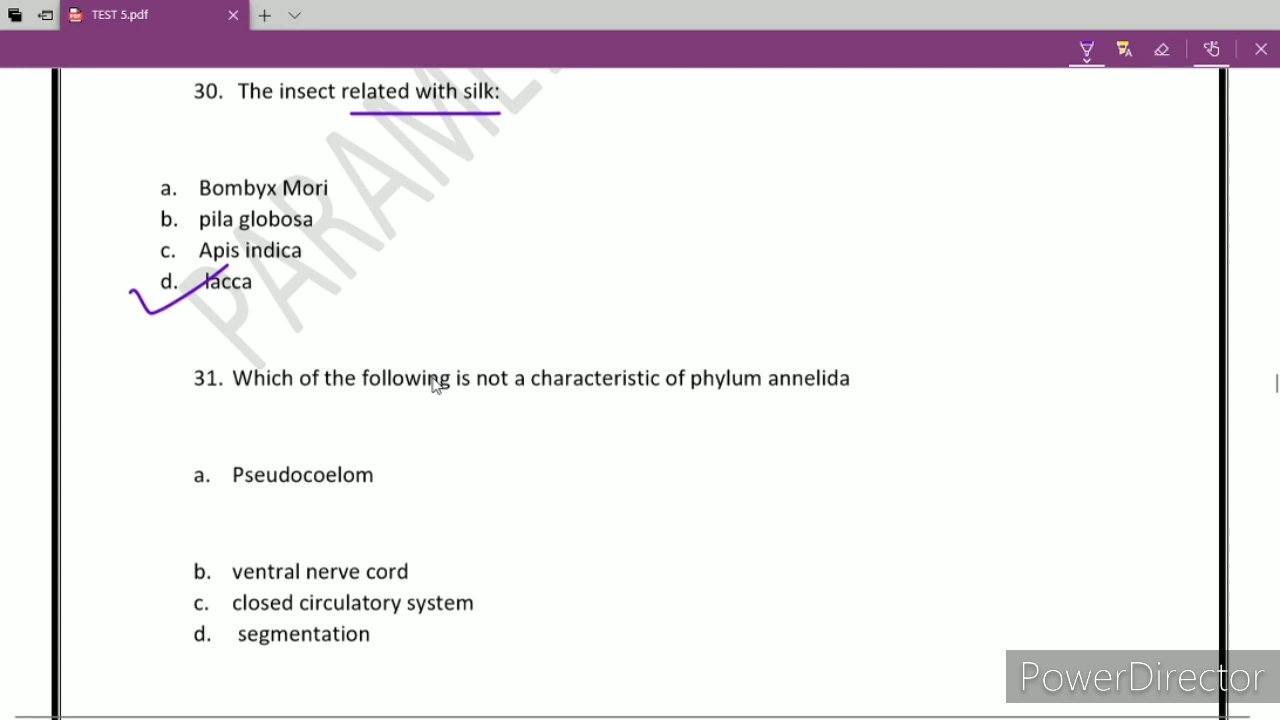 TEST 5.pdf
30. The insect related with silk:
a. Bombyx Mori
b. pila globosa
c. Apis indica
d. lacca
31. Which of the following is not a characteristic of phylum annelida
a. Pseudocoelom
b. ventral nerve cord
c. closed circulatory system
d. segmentation
PowerDirector